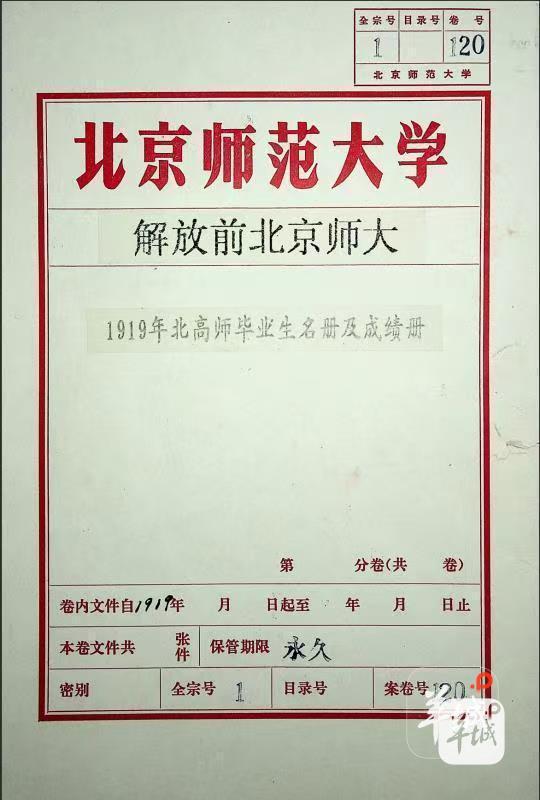 全宗号 目录号 卷 号
1 120
北京师范大学
北京师范大学
解放前北京师大
1919年北高师毕业生名册及成绩册
第 分卷(共 卷)
卷内文件自1919年 月 日起至 年 月 日止
本卷文件共 张件 保管期限 永久
密别 全宗号 1 目录号 案卷号 120
羊城
P